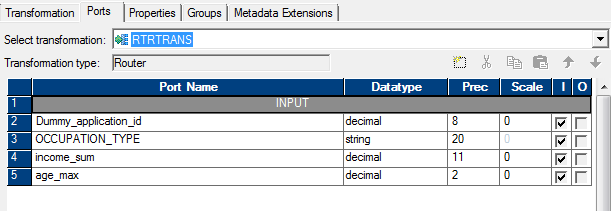 Transformation Ports Properties Groups Metadata Extensions
Select transformation: RTRTRANS
Transformation type: Router
Port Name Datatype Prec Scale I O
1 INPUT
2 Dummy_application_id decimal 8 0
3 OCCUPATION_TYPE string 20 0
4 income_sum decimal 11 0
5 age_max decimal 2 0